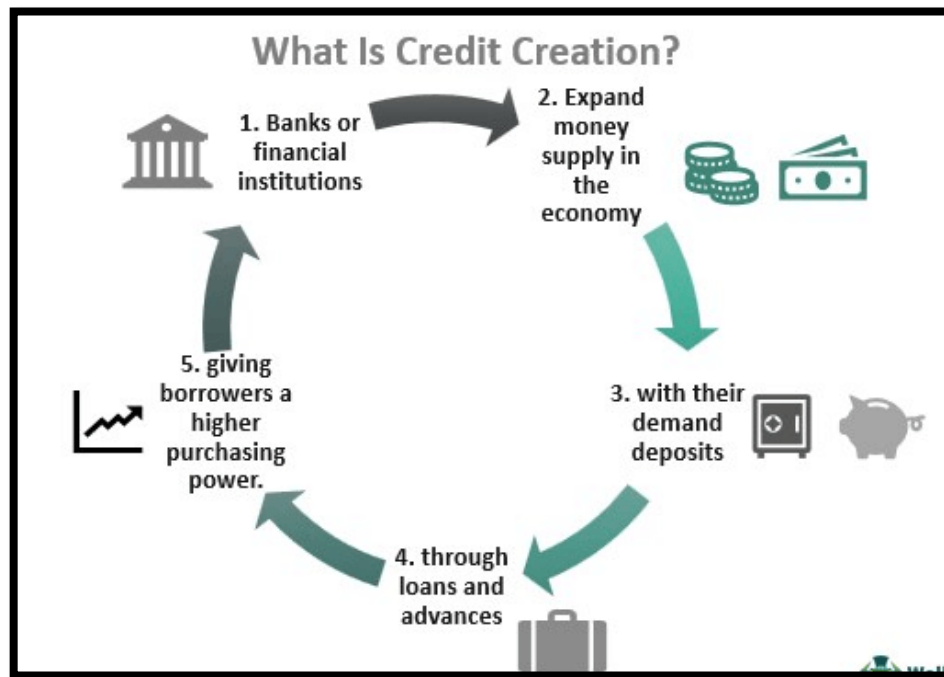 What Is Credit Creation?
1. Banks or
financial
institutions
2. Expand
money
supply in
the
economy
3. with their
demand
deposits
4. through
loans and
advances
5. giving
borrowers a
higher
purchasing
power.